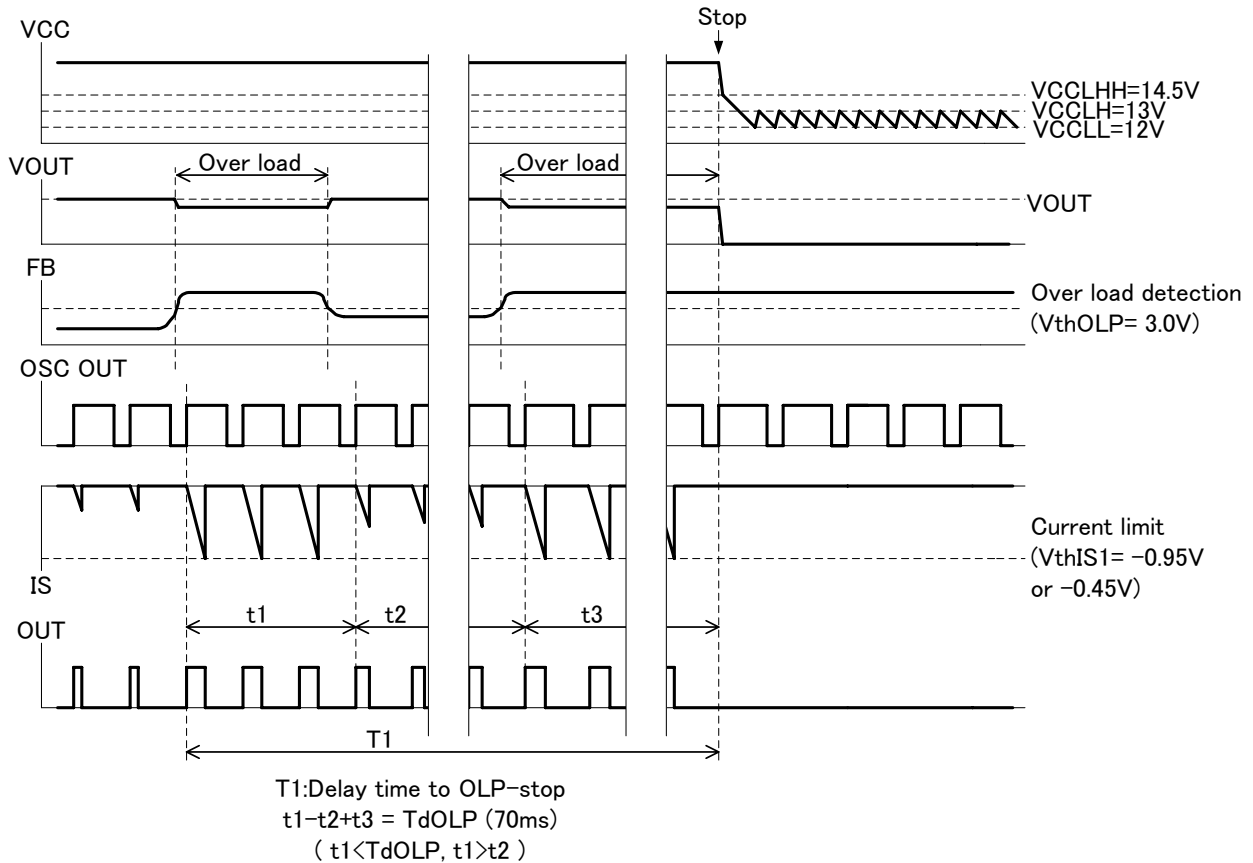 Stop
VCC
VCCLHH=14.5V
VCCLH=13V
VCCLL=12V
VOUT
Over load
Over load
VOUT
FB
Over load detection
(VthOLP= 3.0V)
OSC OUT
Current limit
(VthIS1= -0.95V
or -0.45V)
IS
t1
t2
t3
OUT
T1
T1:Delay time to OLP-stop
t1-t2+t3 = TdOLP (70ms)
( t1<TdOLP, t1>t2 )